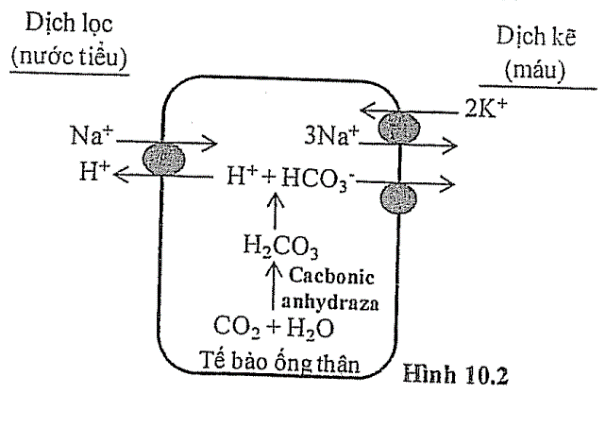 Dịch lọc
(nước tiểu)
Dịch kẽ
(máu)
2K⁺
Na⁺
3Na⁺
H⁺
H⁺ + HCO₃⁻
H₂CO₃
Cacbonic
anhydraza
CO₂ + H₂O
Tế bào ống thận
Hình 10.2